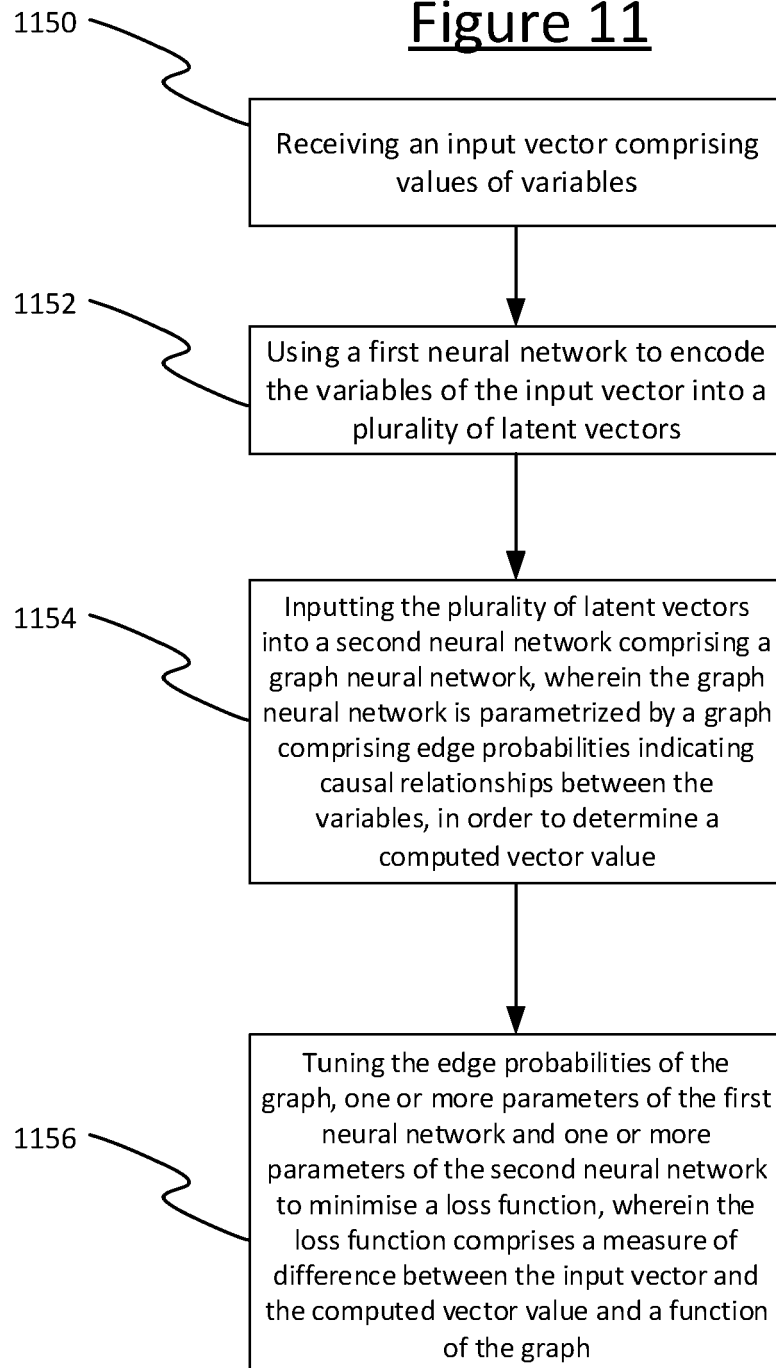 Figure 11
1150
Receiving an input vector comprising
values of variables
1152
Using a first neural network to encode
the variables of the input vector into a
plurality of latent vectors
1154
Inputting the plurality of latent vectors
into a second neural network comprising a
graph neural network, wherein the graph
neural network is parametrized by a graph
comprising edge probabilities indicating
causal relationships between the
variables, in order to determine a
computed vector value
1156
Tuning the edge probabilities of the
graph, one or more parameters of the first
neural network and one or more
parameters of the second neural network
to minimise a loss function, wherein the
loss function comprises a measure of
difference between the input vector and
the computed vector value and a function
of the graph